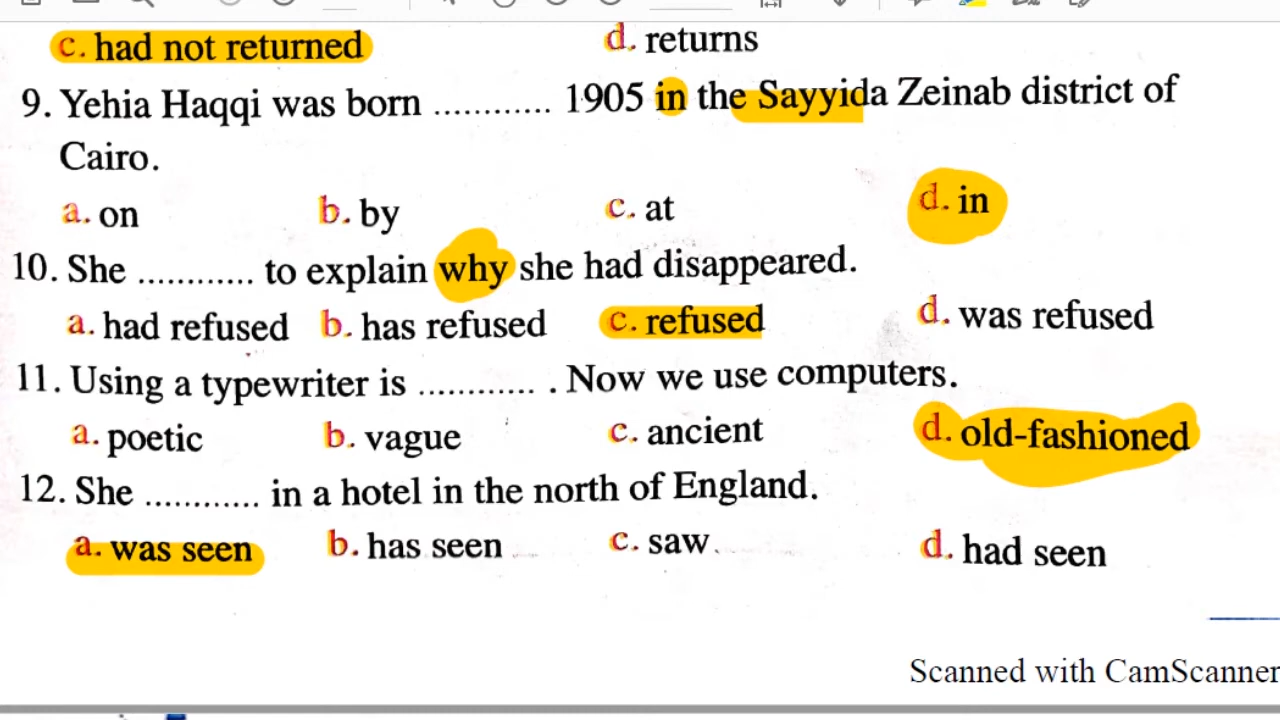 c. had not returned d. returns
9. Yehia Haqqi was born ............ 1905 in the Sayyida Zeinab district of
Cairo.
a. on b. by c. at d. in
10. She ............ to explain why she had disappeared.
a. had refused b. has refused c. refused d. was refused
11. Using a typewriter is ............ . Now we use computers.
a. poetic b. vague c. ancient d. old-fashioned
12. She ............ in a hotel in the north of England.
a. was seen b. has seen c. saw d. had seen
Scanned with CamScanner